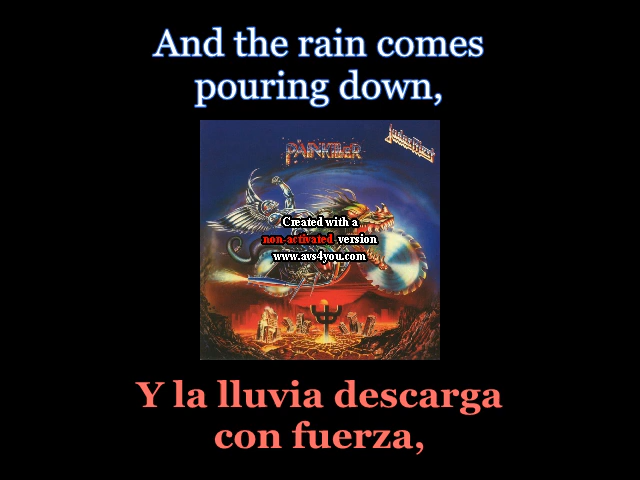 And the rain comes
pouring down,
PAINKILLER
Judas Priest
Created with a
non-activated version
www.avs4you.com
Y la lluvia descarga
con fuerza,